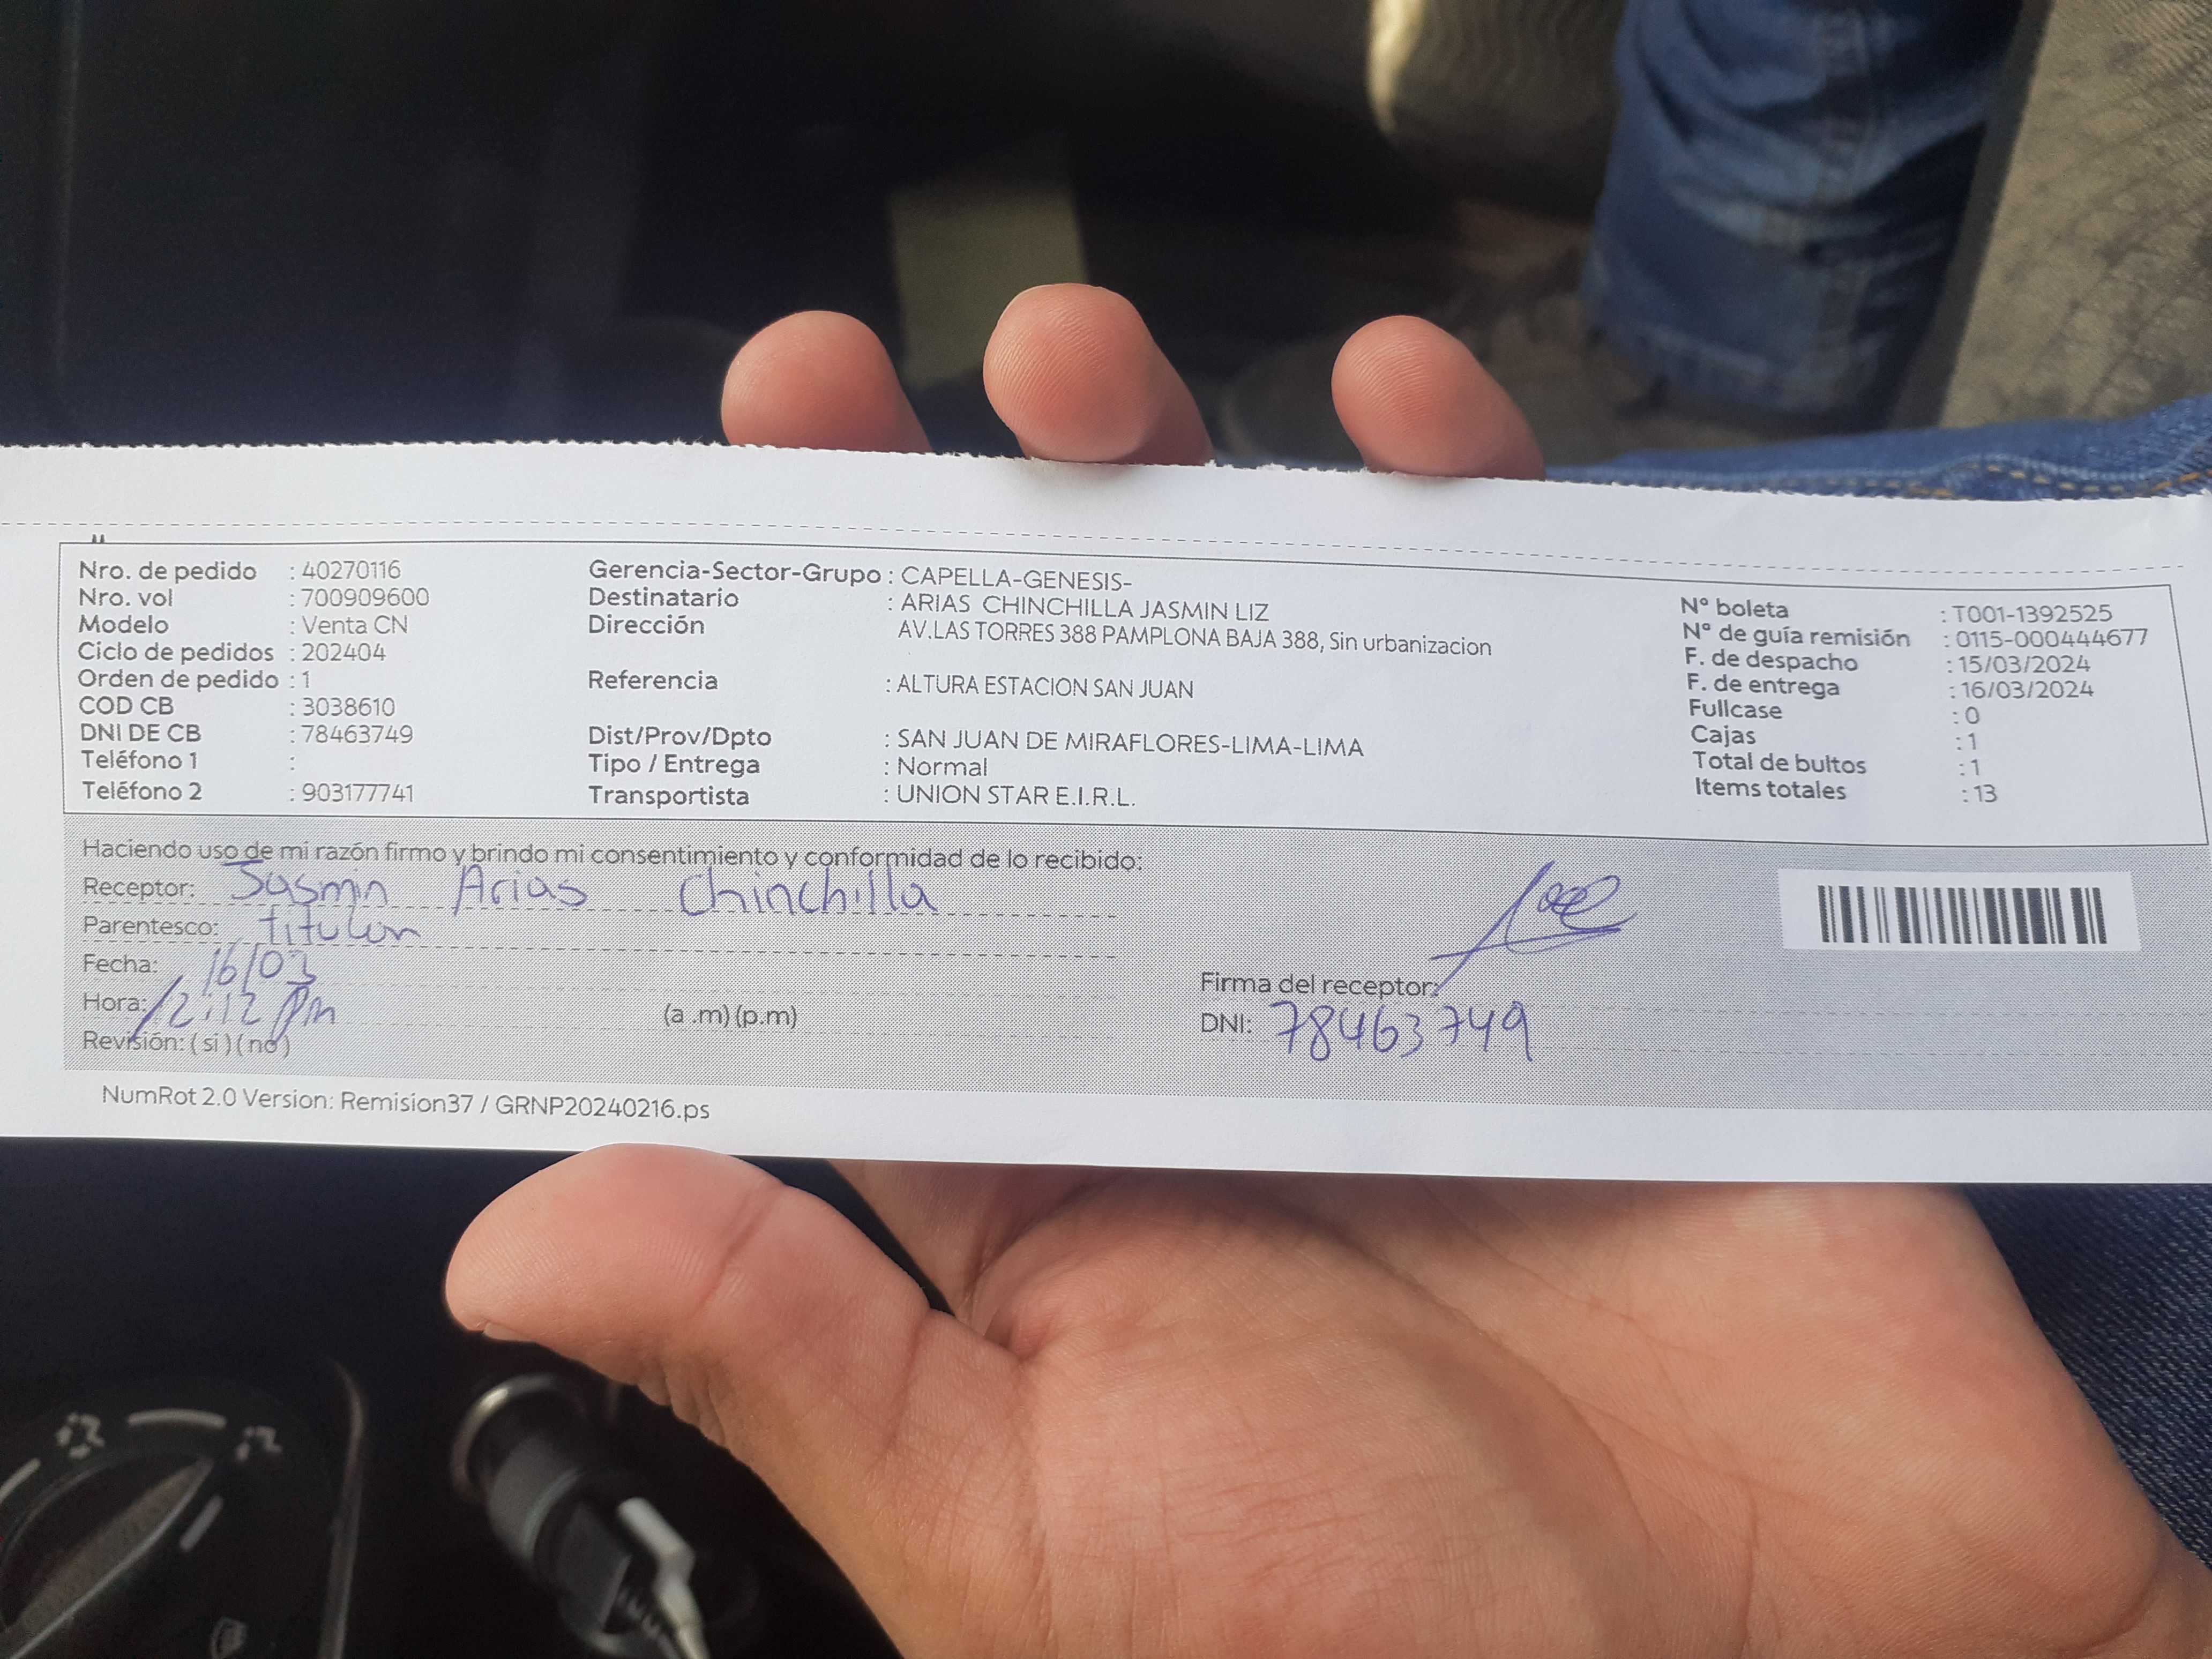 Nro. de pedido : 40270116
Nro. vol : 700909600
Modelo : Venta CN
Ciclo de pedidos : 202404
Orden de pedido : 1
COD CB : 3038610
DNI DE CB : 78463749
Teléfono 1 :
Teléfono 2 : 903177741
Gerencia-Sector-Grupo : CAPELLA-GENESIS-
Destinatario : ARIAS CHINCHILLA JASMIN LIZ
Dirección AV.LAS TORRES 388 PAMPLONA BAJA 388, Sin urbanizacion
Referencia : ALTURA ESTACION SAN JUAN
Dist/Prov/Dpto : SAN JUAN DE MIRAFLORES-LIMA-LIMA
Tipo / Entrega : Normal
Transportista : UNION STAR E.I.R.L.
N° boleta : T001-1392525
N° de guía remisión : 0115-000444677
F. de despacho : 15/03/2024
F. de entrega : 16/03/2024
Fullcase : 0
Cajas : 1
Total de bultos : 1
Items totales : 13
Haciendo uso de mi razón firmo y brindo mi consentimiento y conformidad de lo recibido:
Receptor: Jasmin Arias Chinchilla
Parentesco: titular
Fecha: 16/03
Hora: 12:12 pm (a .m) (p.m)
Revisión: ( si ) ( no )
Firma del receptor:
DNI: 78463749
NumRot 2.0 Version: Remision37 / GRNP20240216.ps